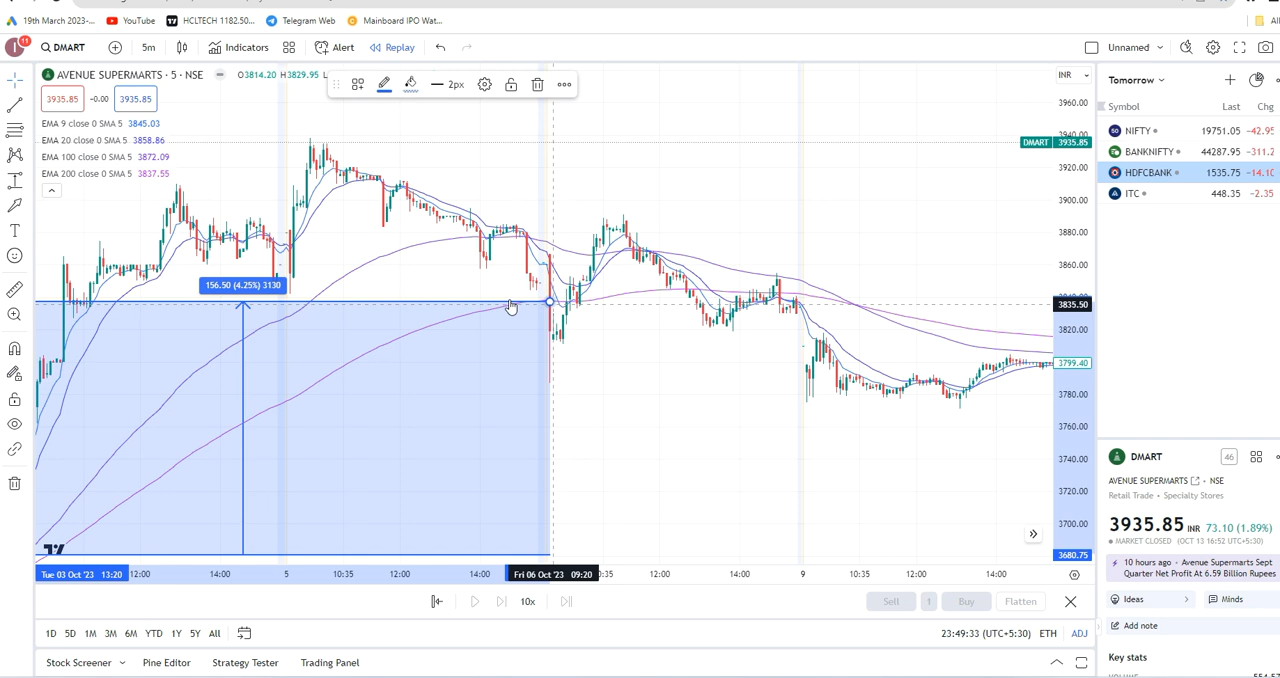 19th March 2023-...
YouTube
HCLTECH 1182:50...
Telegram Web
Mainboard IPO Wat...
11
DMART
5m
Indicators
Alert
Replay
Unnamed
AVENUE SUPERMARTS · 5 · NSE
O3814.20 H3829.95 L
2px
INR
Tomorrow
3935.85 -0.00 3935.85
EMA 9 close 0 SMA 5 3845.03
EMA 20 close 0 SMA 5 3858.86
EMA 100 close 0 SMA 5 3872.09
EMA 200 close 0 SMA 5 3837.55
Symbol Last Chg
NIFTY 19751.05 -42.95
BANKNIFTY 44287.95 -311.2
HDFCBANK 1535.75 -14.10
ITC 448.35 -2.35
3960.00
DMART 3935.85
3920.00
3900.00
3880.00
3860.00
3835.50
3820.00
3799.40
3780.00
3760.00
3740.00
3720.00
3700.00
3680.75
156.50 (4.25%) 3130
Tue 03 Oct '23 13:20
12:00
14:00
5
10:35
12:00
14:00
Fri 06 Oct '23 09:20
:35
12:00
14:00
9
10:35
12:00
14:00
10x
Sell
1
Buy
Flatten
1D 5D 1M 3M 6M YTD 1Y 5Y All
23:49:33 (UTC+5:30) ETH ADJ
Stock Screener
Pine Editor
Strategy Tester
Trading Panel
DMART
46
AVENUE SUPERMARTS · NSE
Retail Trade • Specialty Stores
3935.85 INR 73.10 (1.89%)
MARKET CLOSED (OCT 13 16:52 UTC+5:30)
10 hours ago • Avenue Supermarts Sept
Quarter Net Profit At 6.59 Billion Rupees
Ideas
Minds
Add note
Key stats